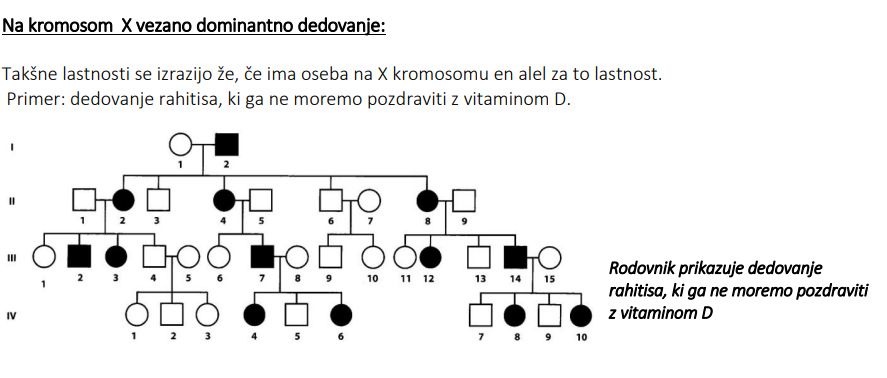 Na kromosom X vezano dominantno dedovanje:
Takšne lastnosti se izrazijo že, če ima oseba na X kromosomu en alel za to lastnost.
Primer: dedovanje rahitisa, ki ga ne moremo pozdraviti z vitaminom D.
I
1 2
II
1 2 3 4 5 6 7 8 9
III
1 2 3 4 5 6 7 8 9 10 11 12 13 14 15
IV
1 2 3 4 5 6 7 8 9 10
Rodovnik prikazuje dedovanje
rahitisa, ki ga ne moremo pozdraviti
z vitaminom D